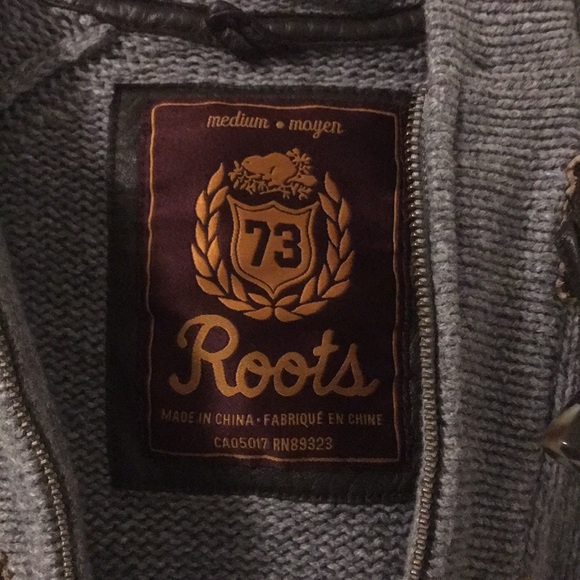 medium • moyen
73
Roots
MADE IN CHINA • FABRIQUÉ EN CHINE
CA05017 RN89323